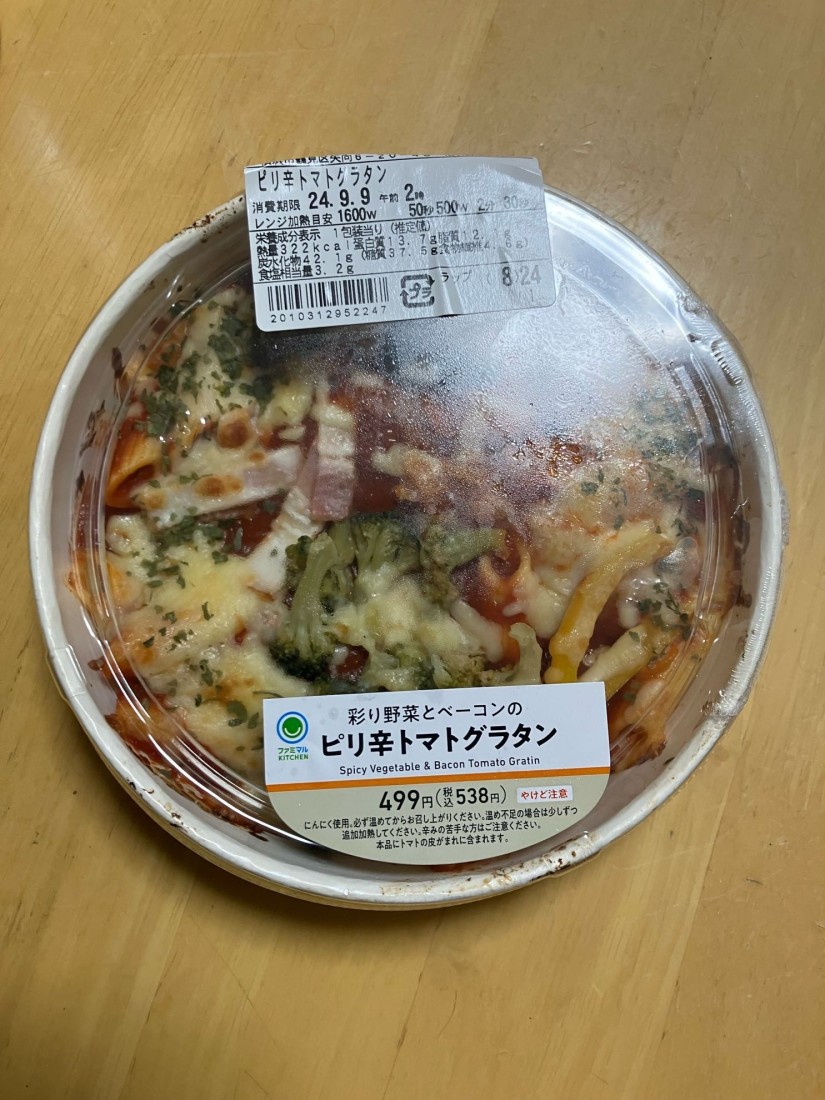 ピリ辛トマトグラタン
消費期限 24.9.9 午前 2時
レンジ加熱目安 1600W 50秒 500W 2分 30秒
栄養成分表示 1包装当り (推定値)
熱量322kcal 蛋白質13.7g 脂質12.1g
炭水化物42.1g (糖質37.5g 食物繊維4.6g)
食塩相当量3.2g
プラ ラップ
8/24
1
2010312952247
彩り野菜とベーコンの
ファミマル
KITCHEN
ピリ辛トマトグラタン
Spicy Vegetable & Bacon Tomato Gratin
499円(税込538円) やけど注意
にんにく使用。必ず温めてからお召し上がりください。温め不足の場合は少しずつ
追加加熱してください。辛みの苦手な方はご注意ください。
本品にトマトの皮がまれに含まれます。